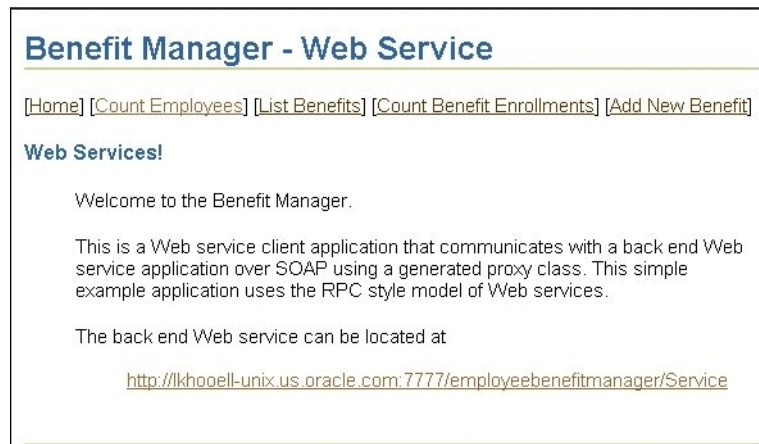 Benefit Manager - Web Service
[Home] [Count Employees] [List Benefits] [Count Benefit Enrollments] [Add New Benefit]
Web Services!
Welcome to the Benefit Manager.
This is a Web service client application that communicates with a back end Web
service application over SOAP using a generated proxy class. This simple
example application uses the RPC style model of Web services.
The back end Web service can be located at
http://lkhooell-unix.us.oracle.com:7777/employeebenefitmanager/Service